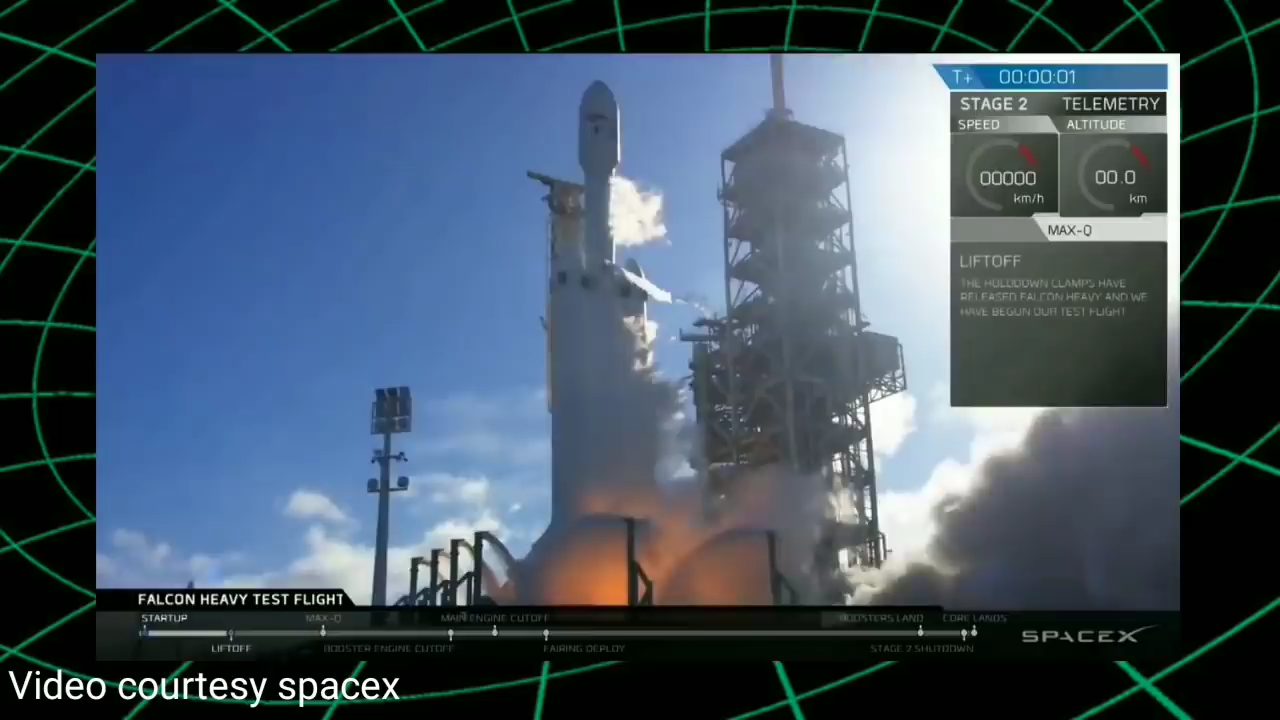 T+ 00:00:01
STAGE 2 TELEMETRY
SPEED ALTITUDE
00000 00.0
km/h km
MAX-Q
LIFTOFF
THE HOLDDOWN CLAMPS HAVE
RELEASED FALCON HEAVY AND WE
HAVE BEGUN OUR TEST FLIGHT
FALCON HEAVY TEST FLIGHT
STARTUP MAX-Q MAIN ENGINE CUTOFF BOOSTERS LAND CORE LANDS
SPACEX
LIFTOFF BOOSTER ENGINE CUTOFF FAIRING DEPLOY STAGE 2 SHUTDOWN
Video courtesy spacex